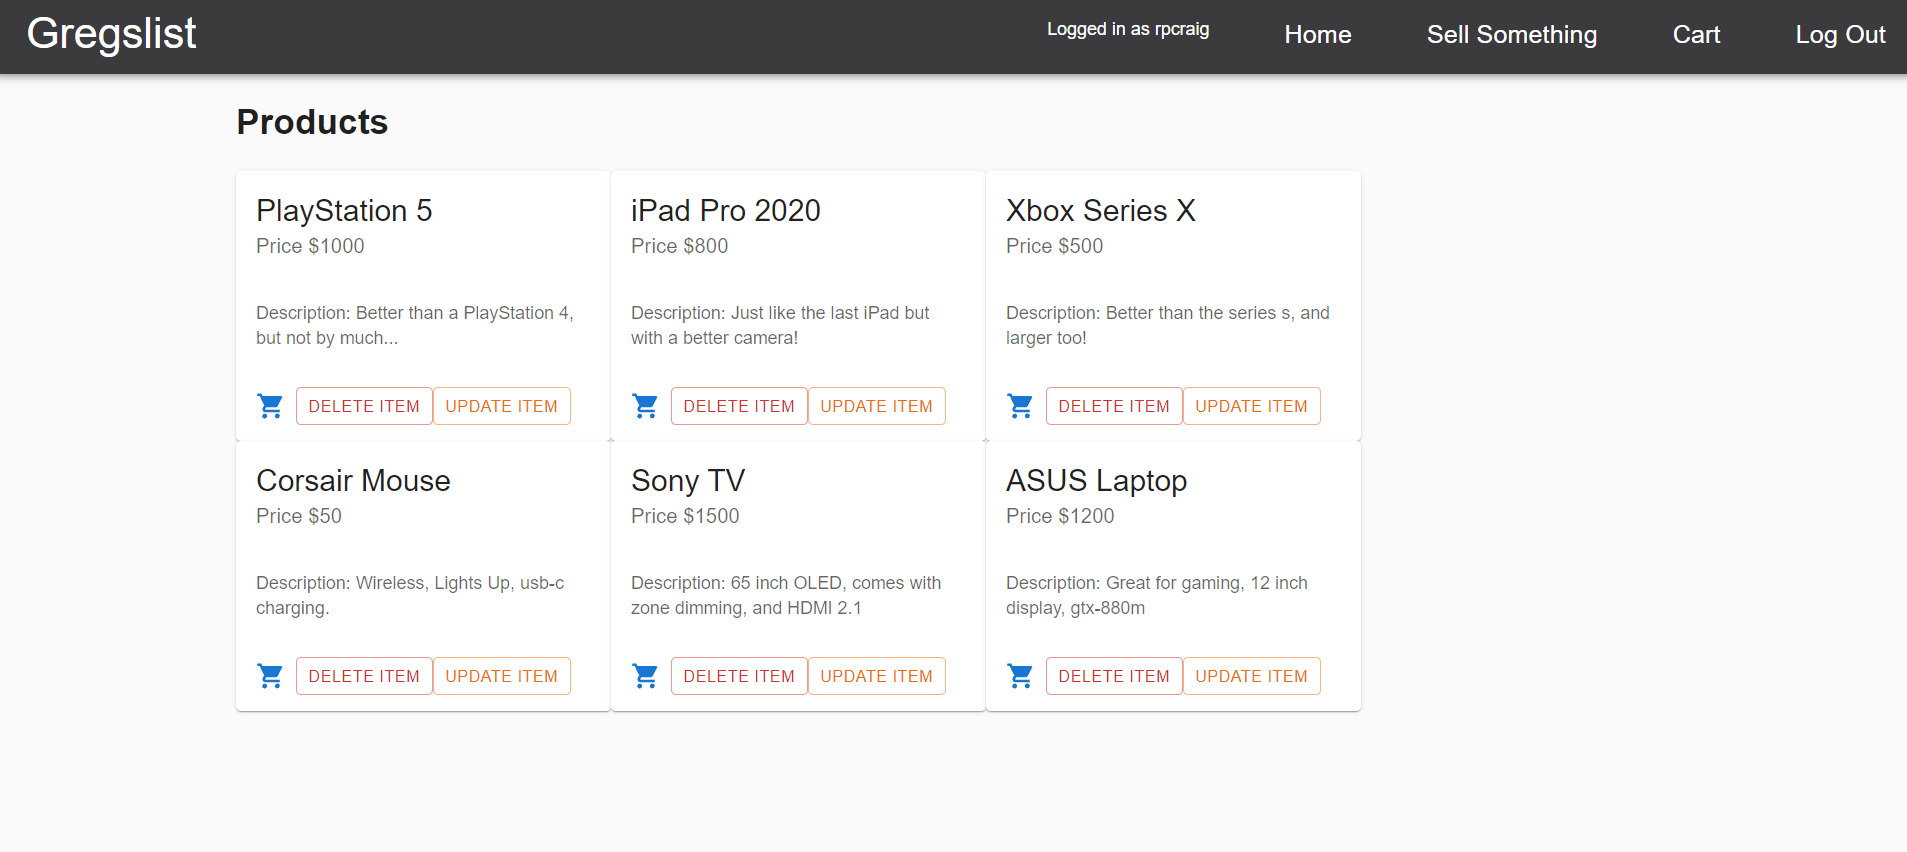 Gregslist
Logged in as rpcraig
Home
Sell Something
Cart
Log Out
Products
PlayStation 5
Price $1000
Description: Better than a PlayStation 4,
but not by much...
DELETE ITEM
UPDATE ITEM
iPad Pro 2020
Price $800
Description: Just like the last iPad but
with a better camera!
DELETE ITEM
UPDATE ITEM
Xbox Series X
Price $500
Description: Better than the series s, and
larger too!
DELETE ITEM
UPDATE ITEM
Corsair Mouse
Price $50
Description: Wireless, Lights Up, usb-c
charging.
DELETE ITEM
UPDATE ITEM
Sony TV
Price $1500
Description: 65 inch OLED, comes with
zone dimming, and HDMI 2.1
DELETE ITEM
UPDATE ITEM
ASUS Laptop
Price $1200
Description: Great for gaming, 12 inch
display, gtx-880m
DELETE ITEM
UPDATE ITEM